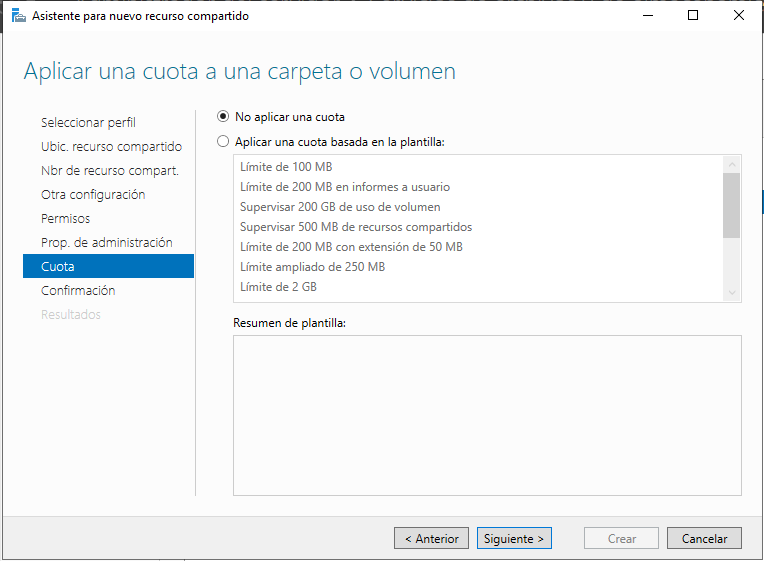 Asistente para nuevo recurso compartido
Aplicar una cuota a una carpeta o volumen
Seleccionar perfil
Ubic. recurso compartido
Nbr de recurso compart.
Otra configuración
Permisos
Prop. de administración
Cuota
Confirmación
Resultados
No aplicar una cuota
Aplicar una cuota basada en la plantilla:
Límite de 100 MB
Límite de 200 MB en informes a usuario
Supervisar 200 GB de uso de volumen
Supervisar 500 MB de recursos compartidos
Límite de 200 MB con extensión de 50 MB
Límite ampliado de 250 MB
Límite de 2 GB
Resumen de plantilla:
< Anterior
Siguiente >
Crear
Cancelar